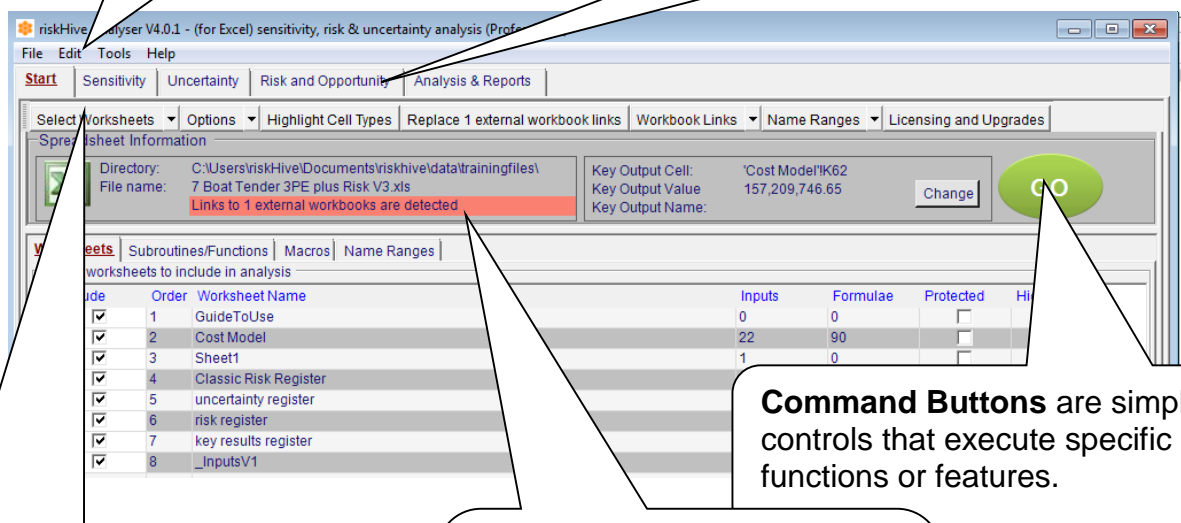 riskHive Analyser V4.0.1 - (for Excel) sensitivity, risk & uncertainty analysis
File Edit Tools Help
Start Sensitivity Uncertainty Risk and Opportunity Analysis & Reports
Select Worksheets Options Highlight Cell Types Replace 1 external workbook links Workbook Links Name Ranges Licensing and Upgrades
Spreadsheet Information
Directory: C:\Users\riskHive\Documents\riskhive\data\trainingfiles\ Key Output Cell: 'Cost Model'!K62
File name: 7 Boat Tender 3PE plus Risk V3.xls Key Output Value 157,209,746.65 Change GO
Links to 1 external workbooks are detected Key Output Name:
Worksheets Subroutines/Functions Macros Name Ranges
worksheets to include in analysis
Order Worksheet Name Inputs Formulae Protected
1 GuideToUse 0 0
2 Cost Model 22 90
3 Sheet1 1 0
4 Classic Risk Register
5 uncertainty register
6 risk register
7 key results register
8 _InputsV1
Command Buttons are simpl
controls that execute specific
functions or features.